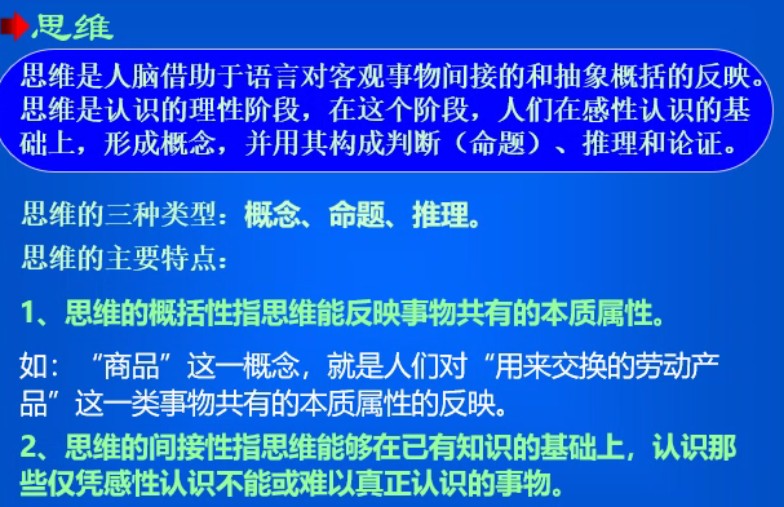 思维
思维是人脑借助于语言对客观事物间接的和抽象概括的反映。
思维是认识的理性阶段，在这个阶段，人们在感性认识的基
础上，形成概念，并用其构成判断（命题）、推理和论证。
思维的三种类型：概念、命题、推理。
思维的主要特点：
1、思维的概括性指思维能反映事物共有的本质属性。
如：“商品”这一概念，就是人们对“用来交换的劳动产
品”这一类事物共有的本质属性的反映。
2、思维的间接性指思维能够在已有知识的基础上，认识那
些仅凭感性认识不能或难以真正认识的事物。